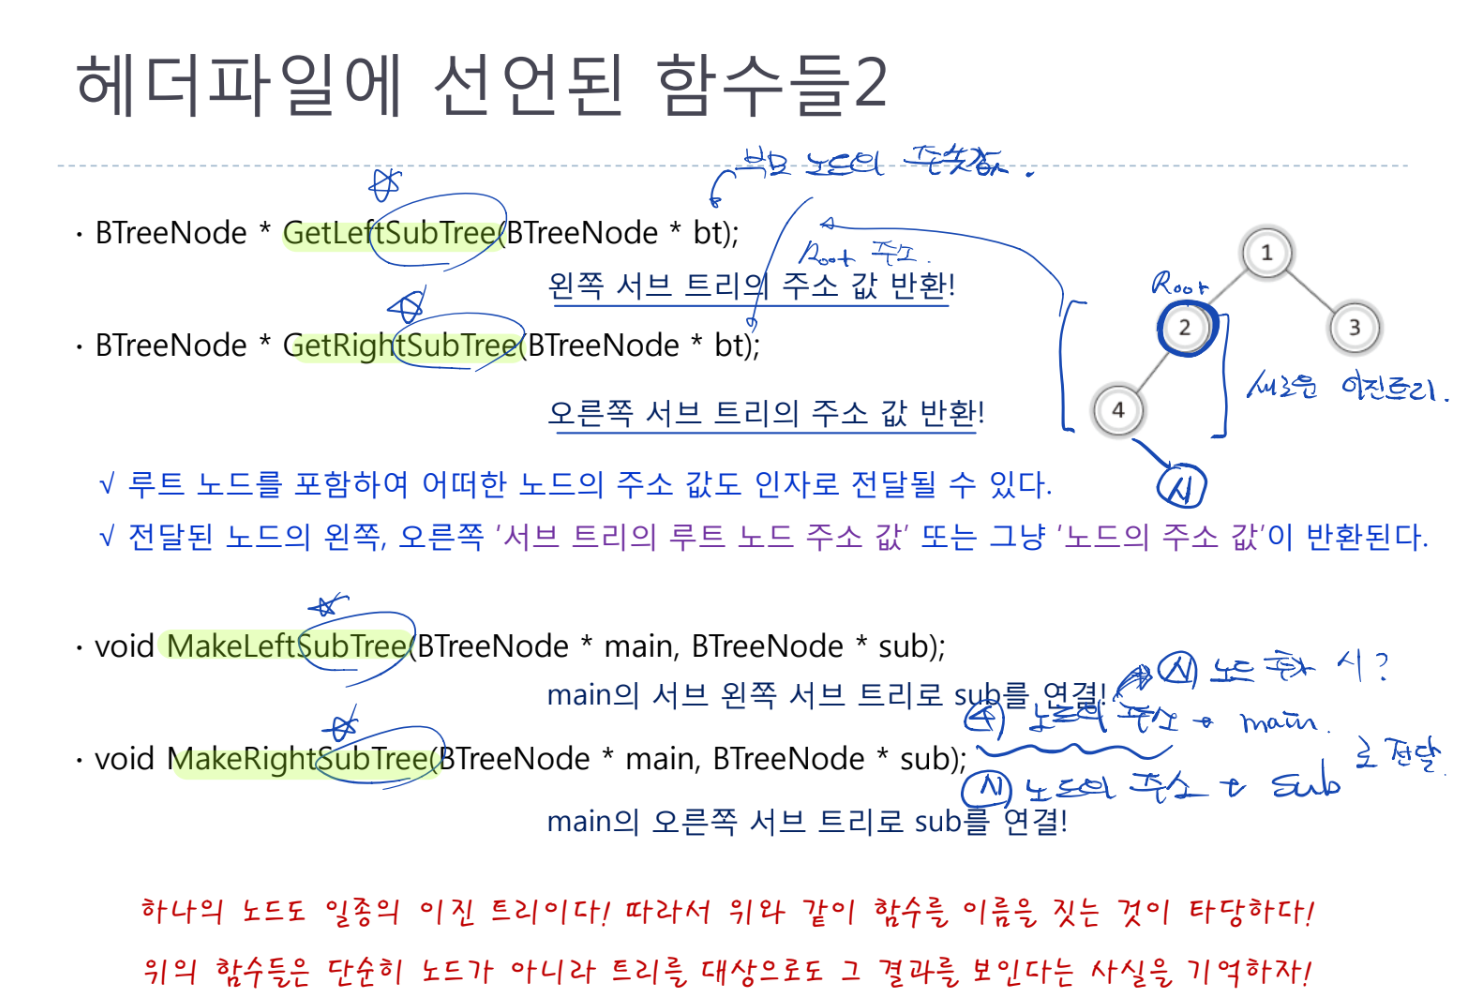 헤더파일에 선언된 함수들2
부모 노드의 주솟값.
· BTreeNode * GetLeftSubTree(BTreeNode * bt);
Root 주소.
왼쪽 서브 트리의 주소 값 반환!
· BTreeNode * GetRightSubTree(BTreeNode * bt);
오른쪽 서브 트리의 주소 값 반환!
1
Root
2
3
새로운 이진트리.
4
시
√ 루트 노드를 포함하여 어떠한 노드의 주소 값도 인자로 전달될 수 있다.
√ 전달된 노드의 왼쪽, 오른쪽 '서브 트리의 루트 노드 주소 값' 또는 그냥 '노드의 주소 값'이 반환된다.
· void MakeLeftSubTree(BTreeNode * main, BTreeNode * sub);
노드 추가 시?
main의 서브 왼쪽 서브 트리로 sub를 연결!
4 노드의 주소 → main.
· void MakeRightSubTree(BTreeNode * main, BTreeNode * sub);
로 전달.
노드의 주소 → sub
main의 오른쪽 서브 트리로 sub를 연결!
하나의 노드도 일종의 이진 트리이다! 따라서 위와 같이 함수를 이름을 짓는 것이 타당하다!
위의 함수들은 단순히 노드가 아니라 트리를 대상으로도 그 결과를 보인다는 사실을 기억하자!